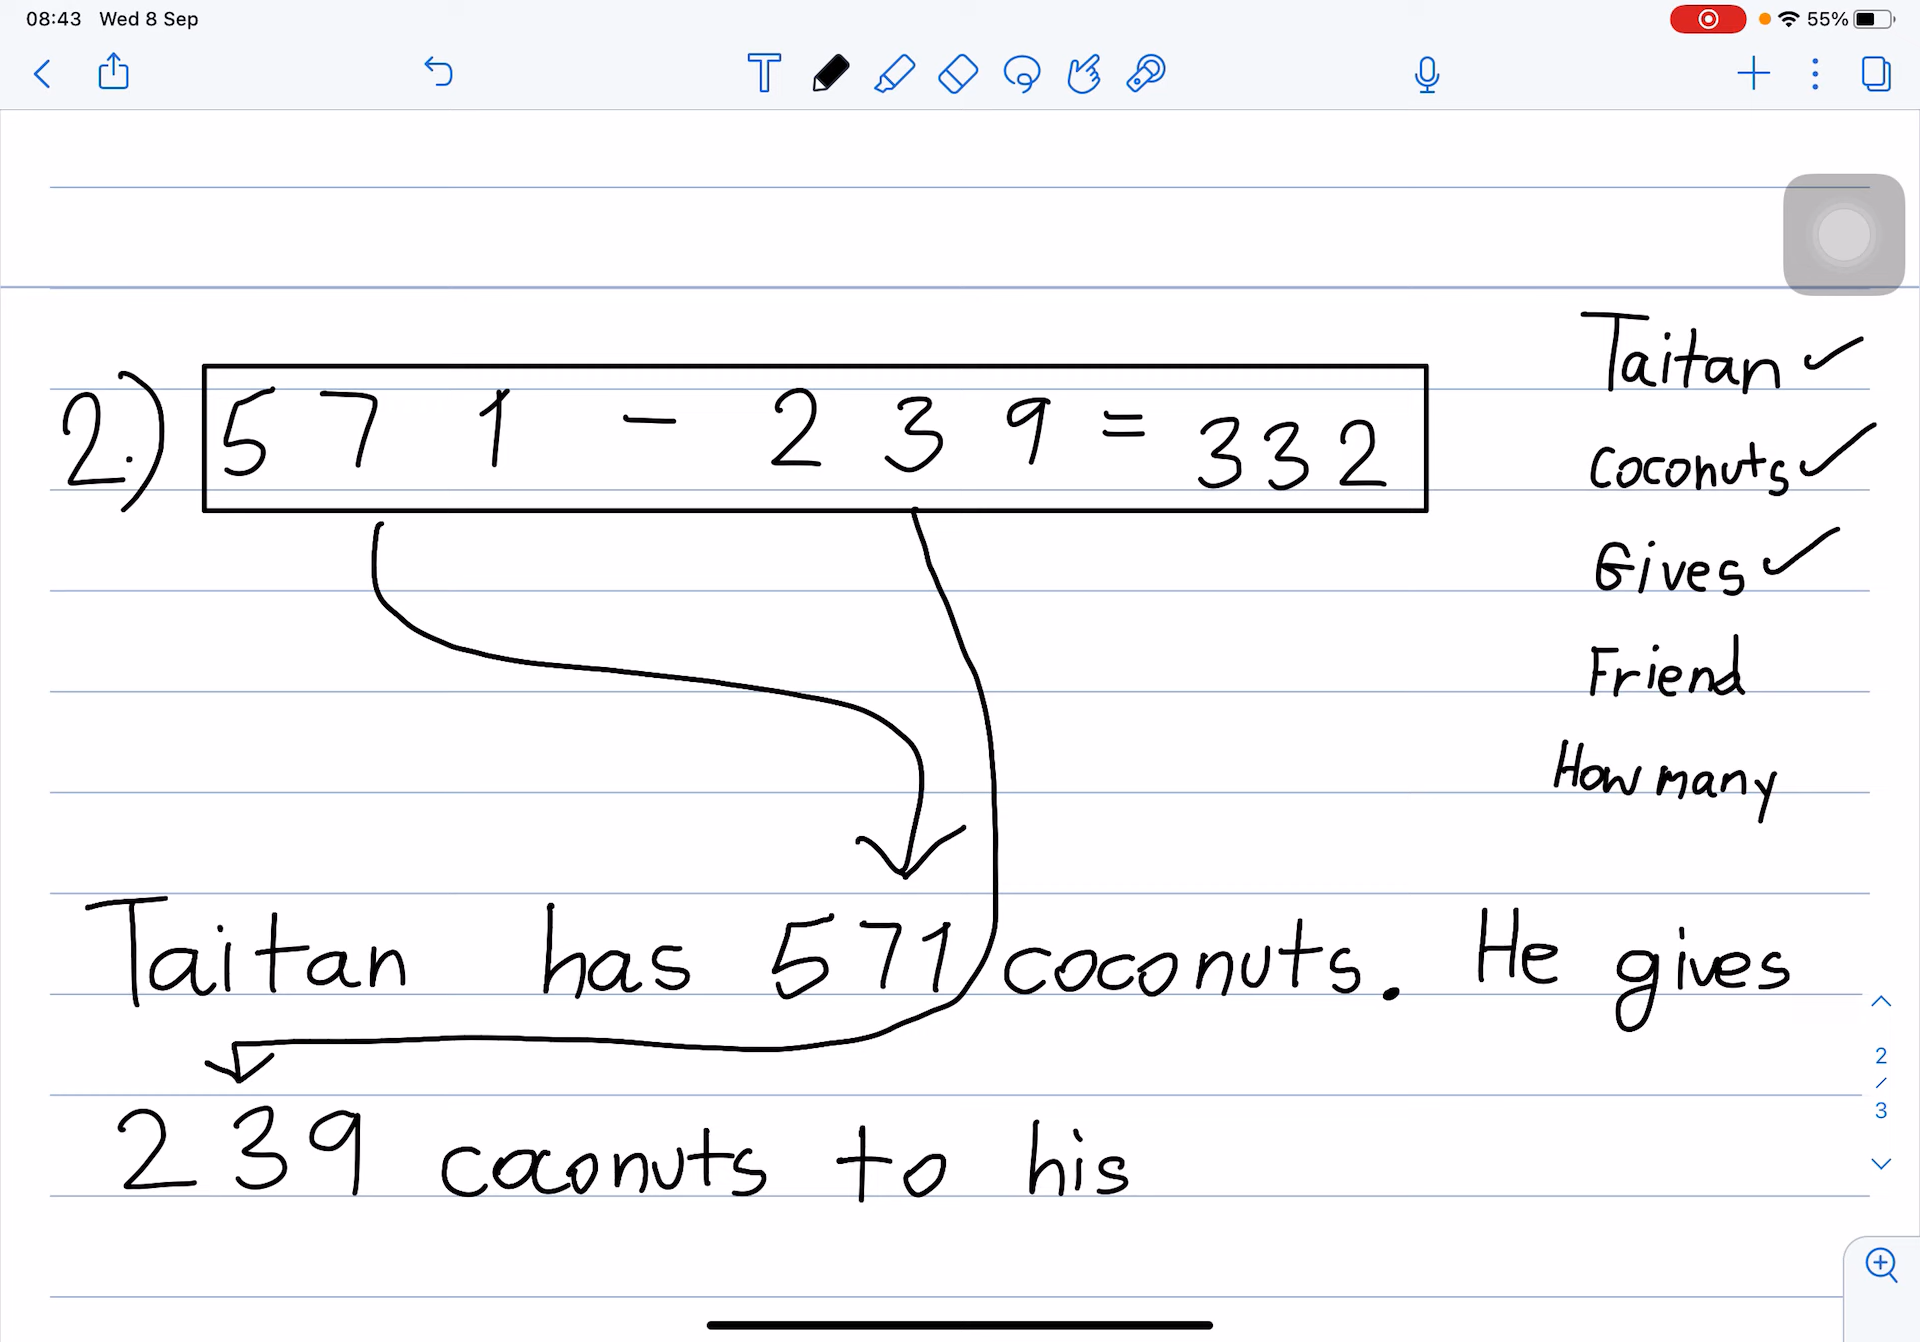 08:43 Wed 8 Sep
55%
T
2.) 571 - 239 = 332
Taitan ✓
Coconuts ✓
Gives ✓
Friend
How many
Taitan has 571 coconuts. He gives
239 coconuts to his
2
/
3